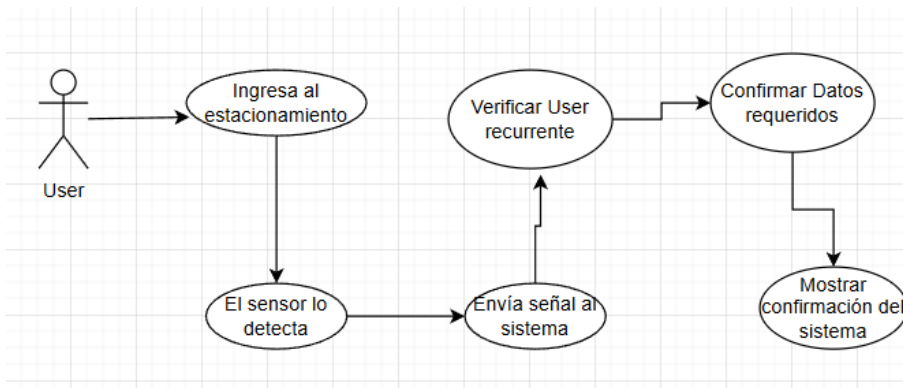 User
Ingresa al
estacionamiento
El sensor lo
detecta
Envía señál al
sistema
Verificar User
recurrente
Confirmar Datos
requeridos
Mostrar
confirmación del
sistema